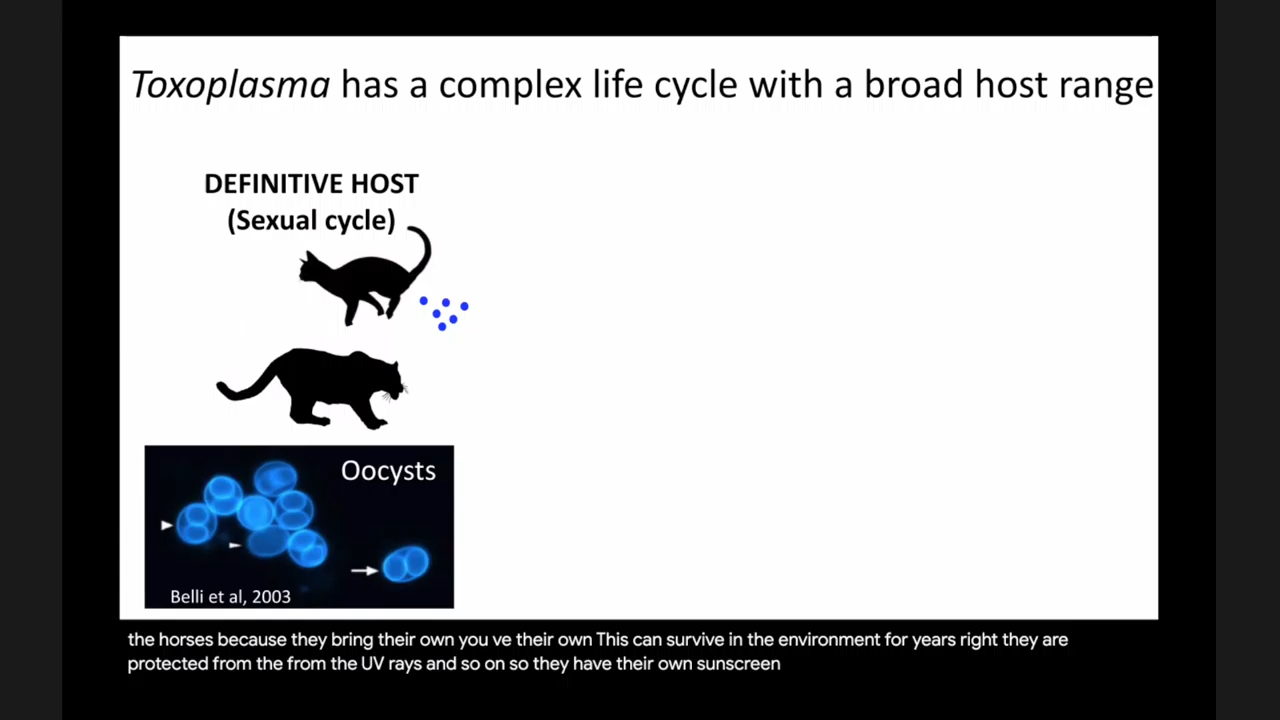 Toxoplasma has a complex life cycle with a broad host range
DEFINITIVE HOST
(Sexual cycle)
Oocysts
Belli et al, 2003
the horses because they bring their own you ve their own This can survive in the environment for years right they are
protected from the from the UV rays and so on so they have their own sunscreen